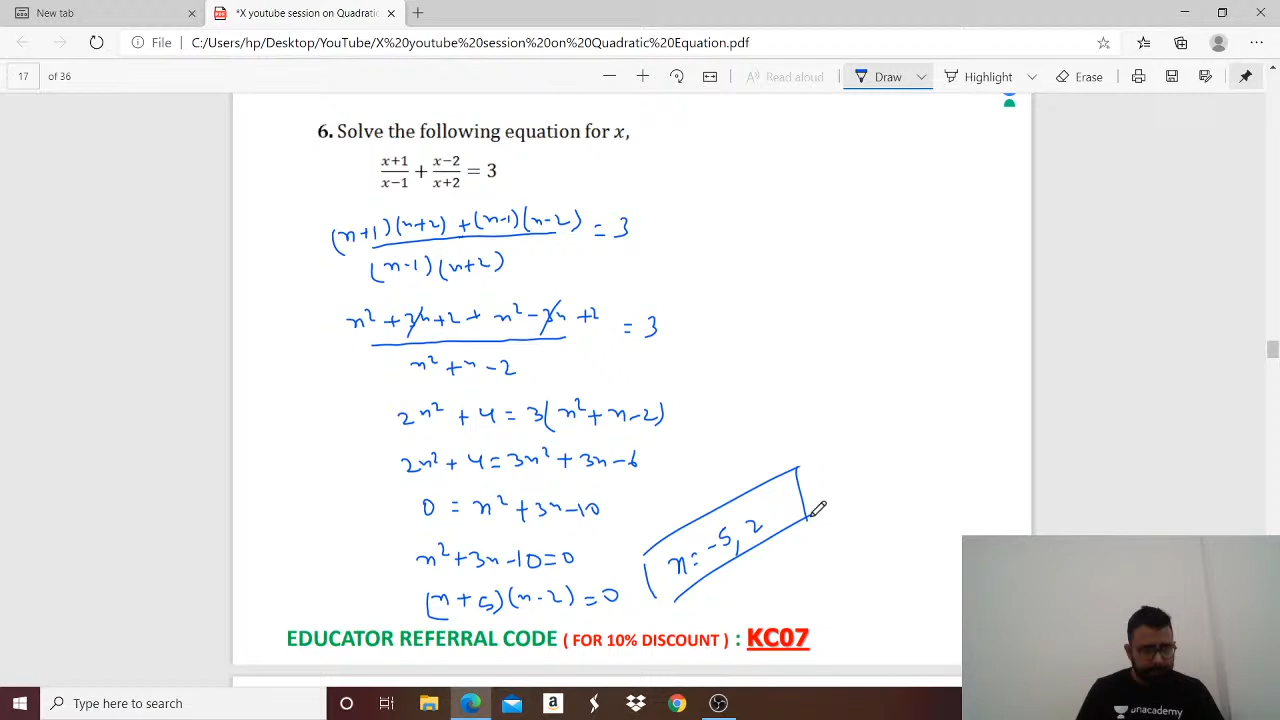 New tab
*X youtube session on Quadratic
File
C:/Users/hp/Desktop/YouTube/X%20youtube%20session%20on%20Quadratic%20Equation.pdf
17 of 36
Read aloud
Draw
Highlight
Erase
6. Solve the following equation for x,
x+1/x−1 + x−2/x+2 = 3
(x+1)(x+2) + (x-1)(x-2) / (x-1)(x+2) = 3
x² + 3x + 2 + x² - 3x + 2 / x² + x - 2 = 3
2x² + 4 = 3(x² + x - 2)
2x² + 4 = 3x² + 3x - 6
0 = x² + 3x - 10
x² + 3x - 10 = 0
(x + 5)(x - 2) = 0
x = -5, 2
EDUCATOR REFERRAL CODE ( FOR 10% DISCOUNT ) : KC07
unacademy
Type here to search